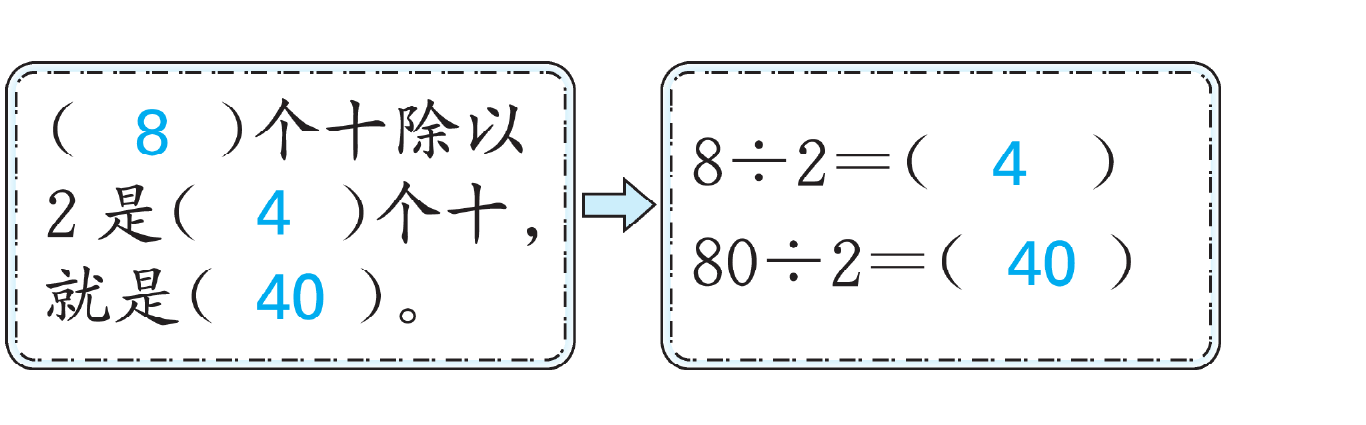 ( 8 )个十除以
2 是( 4 )个十，
就是( 40 )。
8÷2=( 4 )
80÷2=( 40 )